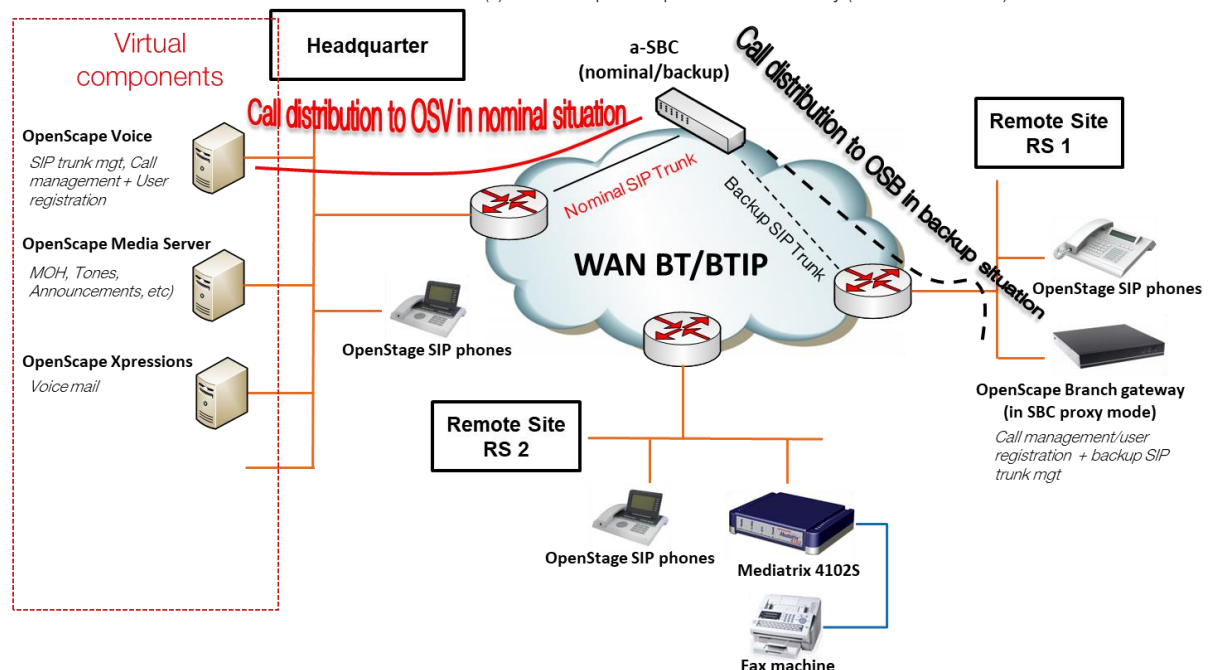 Virtual
components
Headquarter
a-SBC
(nominal/backup)
Call distribution to OSV in nominal situation
Call distribution to OSB in backup situation
Remote Site
RS 1
OpenScape Voice
SIP trunk mgt, Call
management + User
registration
Nominal SIP Trunk
Backup SIP Trunk
WAN BT/BTIP
OpenScape Media Server
MOH, Tones,
Announcements, etc)
OpenStage SIP phones
OpenStage SIP phones
OpenScape Xpressions
Voice mail
OpenScape Branch gateway
(in SBC proxy mode)
Call management/user
registration + backup SIP
trunk mgt
Remote Site
RS 2
OpenStage SIP phones
Mediatrix 4102S
Fax machine